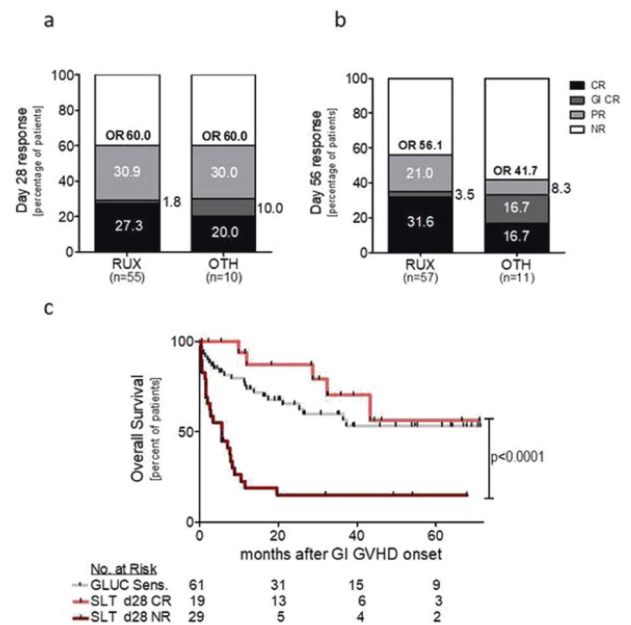 a
Day 28 response
[percentage of patients]
100
80
60
40
20
0
OR 60.0
30.9
1.8
27.3
OR 60.0
30.0
10.0
20.0
RUX
(n=55)
OTH
(n=10)
b
Day 56 response
[percentage of patients]
100
80
60
40
20
0
OR 56.1
21.0
3.5
31.6
OR 41.7
8.3
16.7
16.7
RUX
(n=57)
OTH
(n=11)
CR
GI CR
PR
NR
c
Overall Survival
[percent of patients]
100
50
0
p<0.0001
0 20 40 60
months after GI GVHD onset
No. at Risk
GLUC Sens. 61 31 15 9
SLT d28 CR 19 13 6 3
SLT d28 NR 29 5 4 2